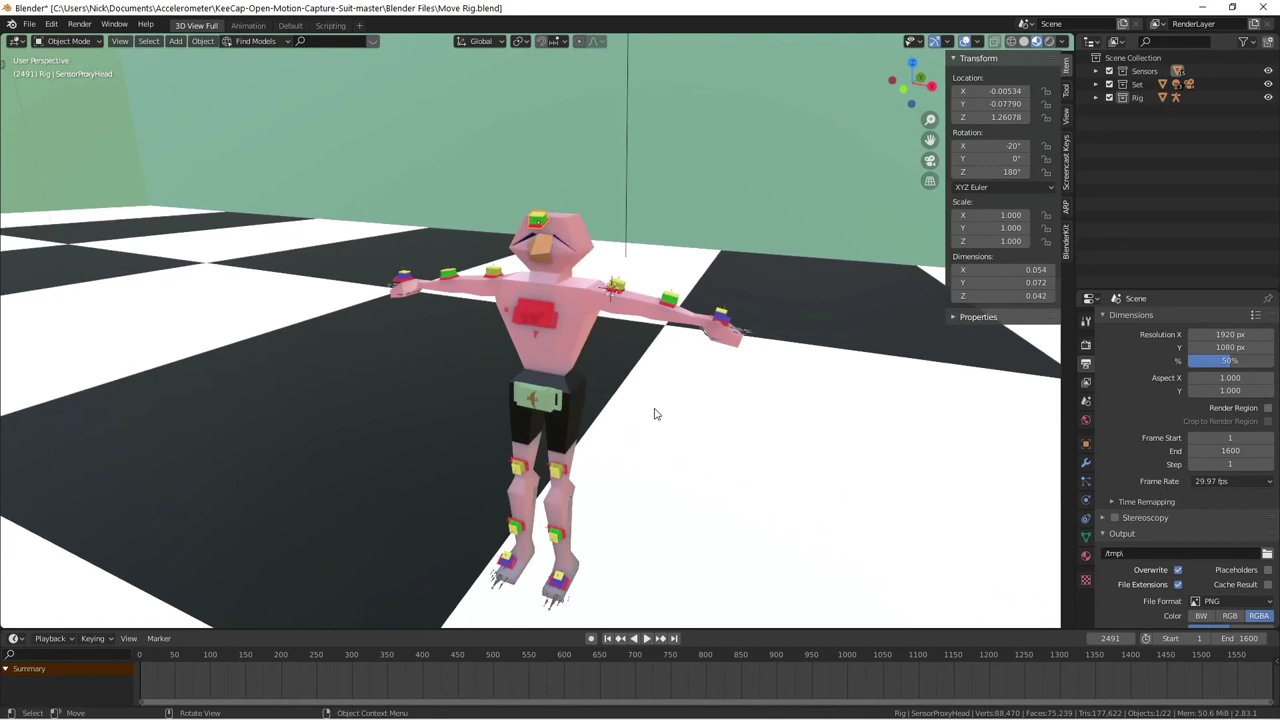 Blender* [C:\Users\Nick\Documents\Accelerometer\KeeCap-Open-Motion-Capture-Suit-master\Blender Files\Move Rig.blend]
File Edit Render Window Help 3D View Full Animation Default Scripting Scene RenderLayer
Object Mode View Select Add Object Find Models Global
User Perspective
(2491) Rig | SensorProxyHead
Transform
Location:
X -0.00534
Y -0.07790
Z 1.26078
Rotation:
X -20°
Y 0°
Z 180°
XYZ Euler
Scale:
X 1.000
Y 1.000
Z 1.000
Dimensions:
X 0.054
Y 0.072
Z 0.042
Properties
Item
Tool
View
Screencast Keys
ARP
BlenderKit
Scene Collection
Sensors
Set
Rig
Scene
Dimensions
Resolution X 1920 px
Y 1080 px
% 50%
Aspect X 1.000
Y 1.000
Render Region
Crop to Render Region
Frame Start 1
End 1600
Step 1
Frame Rate 29.97 fps
Time Remapping
Stereoscopy
Output
/tmp\
Overwrite Placeholders
File Extensions Cache Result
File Format PNG
Color BW RGB RGBA
Playback Keying View Marker 2491 Start 1 End 1600
0 50 100 150 200 250 300 350 400 450 500 550 600 650 700 750 800 850 900 950 1000 1050 1100 1150 1200 1250 1300 1350 1400 1450 1500 1550
Summary
Select Move Rotate View Object Context Menu Rig | SensorProxyHead | Verts:88,470 | Faces:75,239 | Tris:177,622 | Objects:1/22 | Mem: 50.6 MiB | 2.83.1